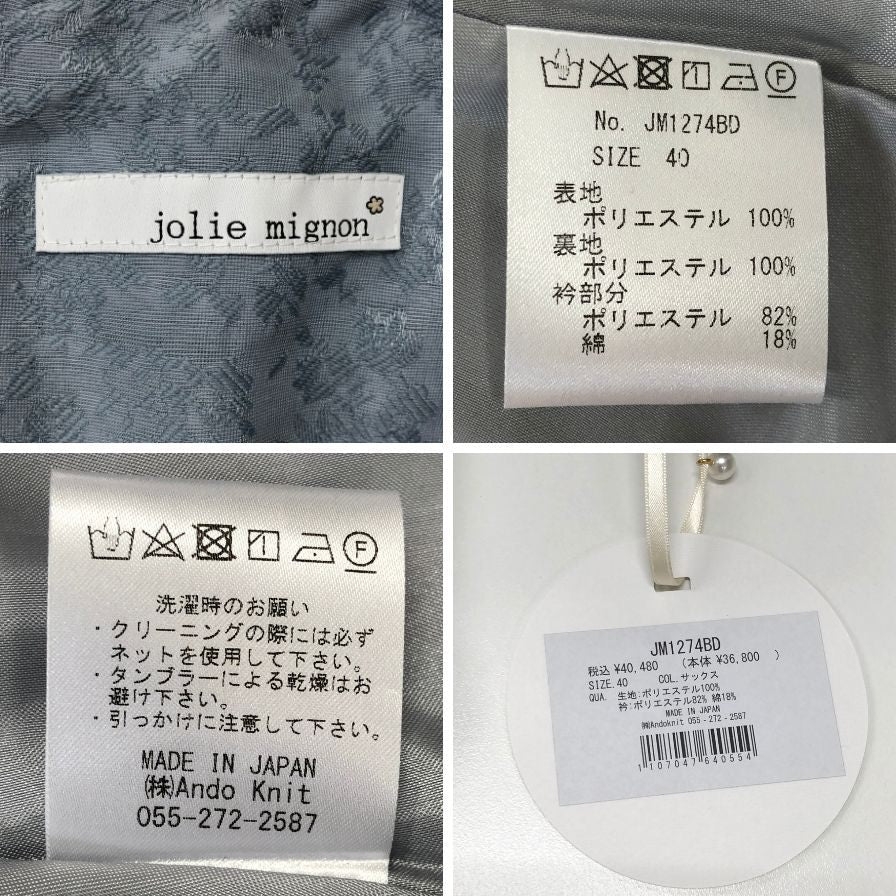 jolie mignon
No. JM1274BD
SIZE 40
表地
ポリエステル 100%
裏地
ポリエステル 100%
衿部分
ポリエステル 82%
綿 18%
F
洗濯時のお願い
・クリーニングの際には必ず
ネットを使用して下さい。
・タンブラーによる乾燥はお
避け下さい。
・引っかけに注意して下さい。
MADE IN JAPAN
㈱Ando Knit
055-272-2587
F
JM1274BD
税込 ¥40,480 (本体 ¥36,800 )
SIZE.40 COL.サックス
QUA. 生地:ポリエステル100%
衿:ポリエステル82% 綿18%
MADE IN JAPAN
㈱Andoknit 055-272-2587
1 107047 640554